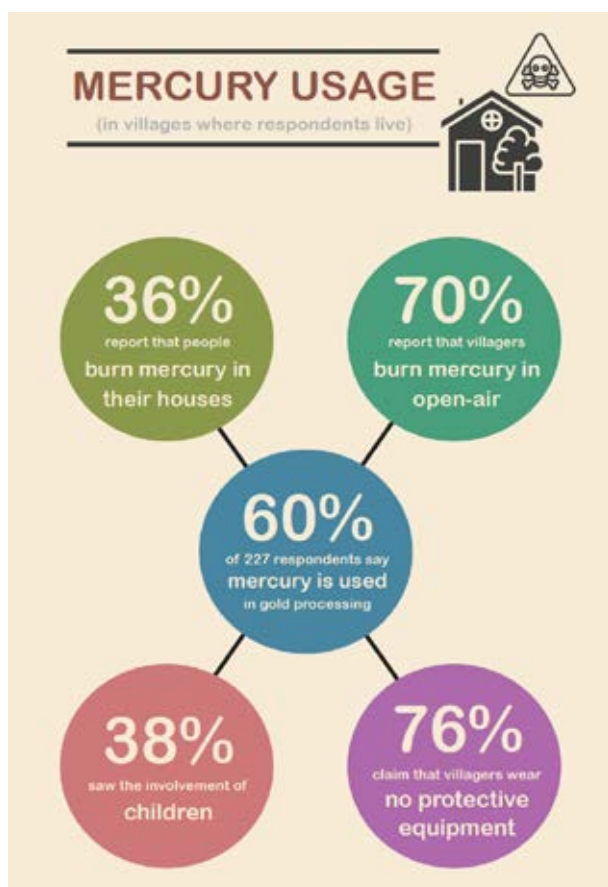 MERCURY USAGE
(in villages where respondents live)
36%
report that people
burn mercury in
their houses
70%
report that villagers
burn mercury in
open-air
60%
of 227 respondents say
mercury is used
in gold processing
38%
saw the involvement of
children
76%
claim that villagers wear
no protective
equipment